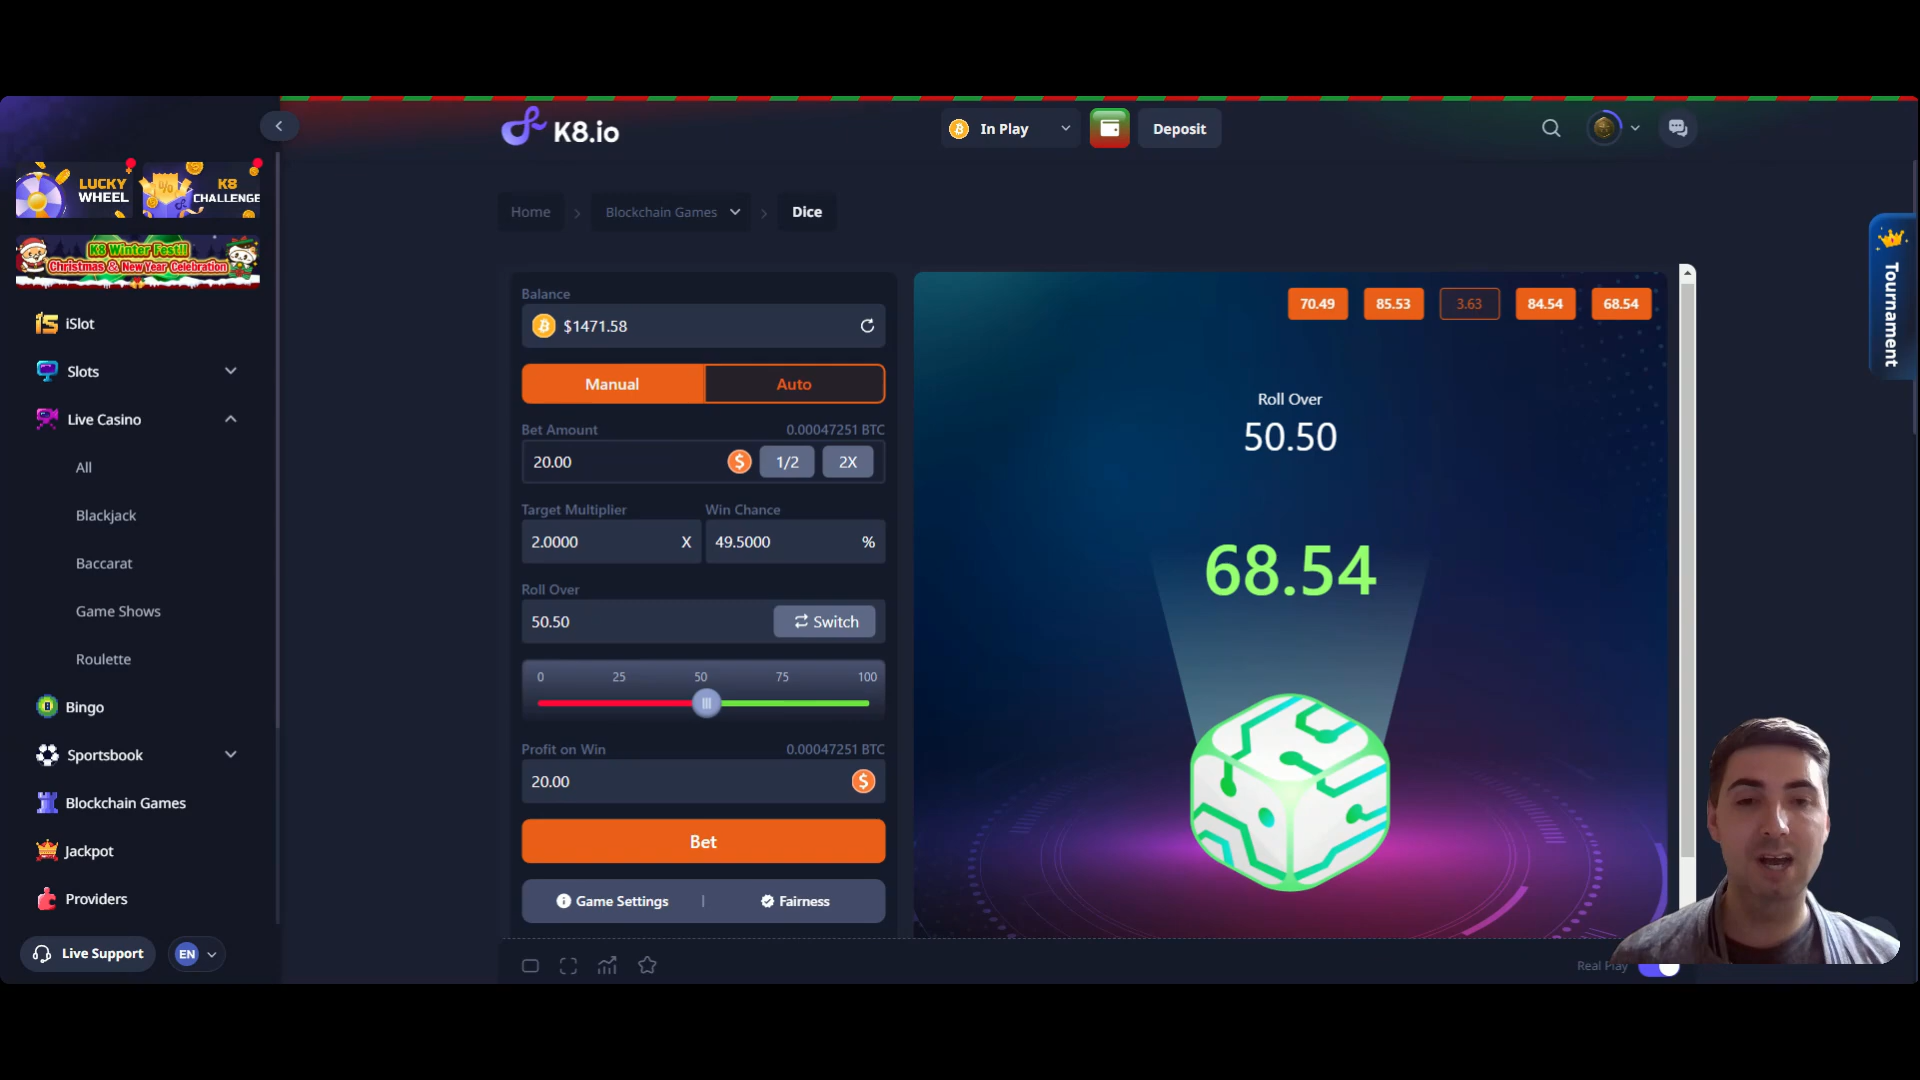 K8.io
In Play
Deposit
LUCKY
WHEEL
K8
CHALLENGE
K8 Winter Fest!!
Christmas & New Year Celebration
iSlot
Slots
Live Casino
All
Blackjack
Baccarat
Game Shows
Roulette
Bingo
Sportsbook
Blockchain Games
Jackpot
Providers
Live Support
EN
Home
Blockchain Games
Dice
Balance
$1471.58
Manual
Auto
Bet Amount
0.00047251 BTC
20.00
$
1/2
2X
Target Multiplier
Win Chance
2.0000
X
49.5000
%
Roll Over
50.50
Switch
0 25 50 75 100
Profit on Win
0.00047251 BTC
20.00
$
Bet
Game Settings
|
Fairness
70.49 85.53 3.63 84.54 68.54
Roll Over
50.50
68.54
Real Play
Tournament